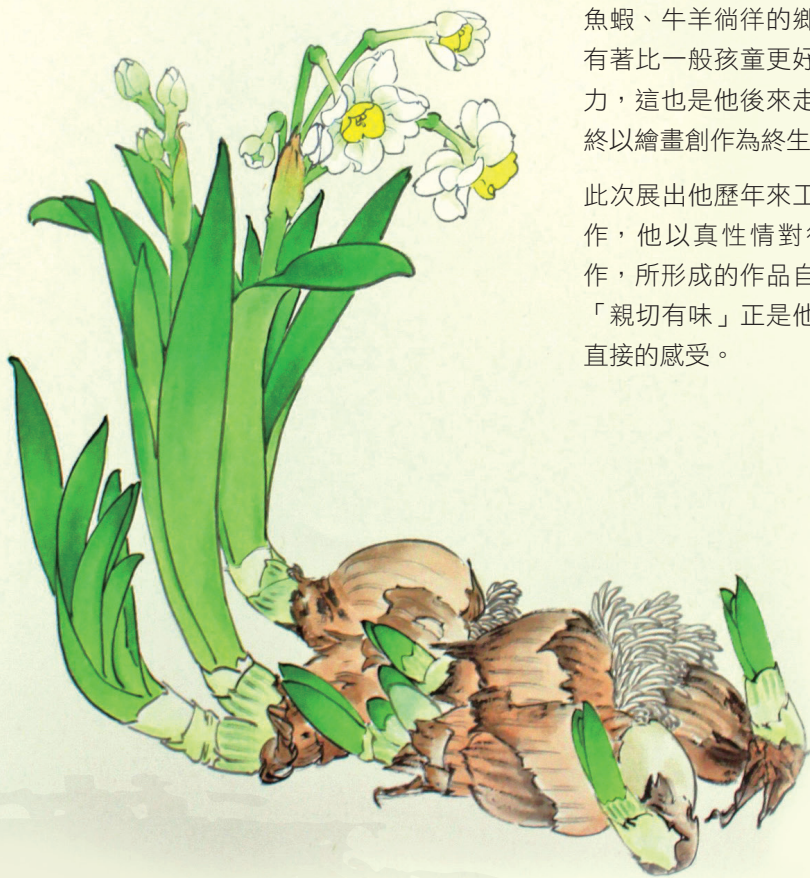 魚蝦、牛羊徜徉的鄉
有著比一般孩童更好
力，這也是他後來走
終以繪畫創作為終生
此次展出他歷年來工
作，他以真性情對
作，所形成的作品自
「親切有味」正是他
直接的感受。